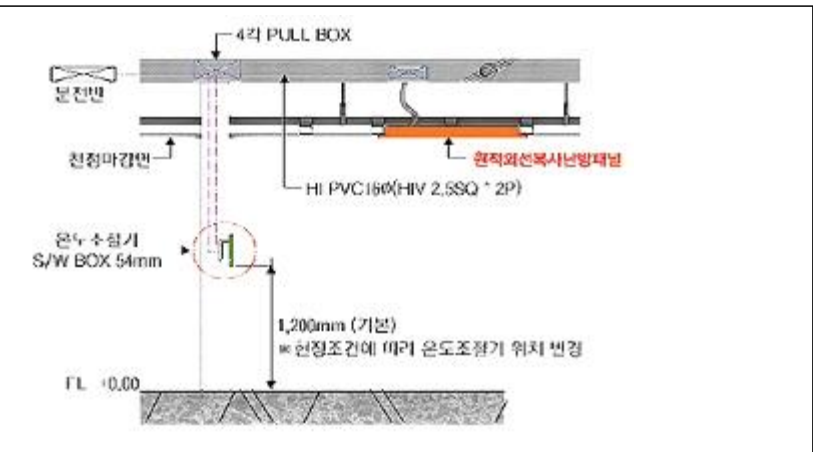 4각 PULL BOX
분전반
천정마감면
원적외선복사난방패널
HI PVC16Ø(HIV 2.5SQ * 2P)
온도조절기
S/W BOX 54mm
1,200mm (기본)
※현장조건에 따라 온도조절기 위치 변경
FL ±0.00